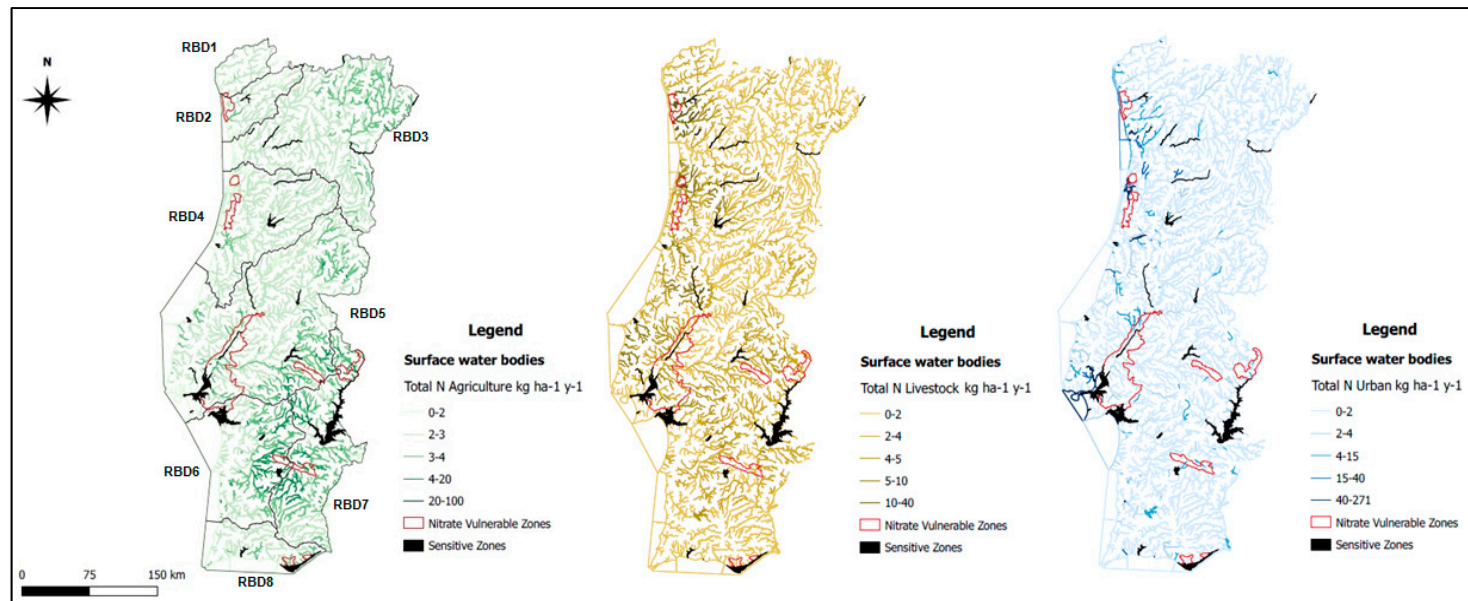 N
RBD1
RBD2
RBD3
RBD4
RBD5
RBD6
RBD7
RBD8
0 75 150 km
Legend
Surface water bodies
Total N Agriculture kg ha-1 y-1
0-2
2-3
3-4
4-20
20-100
Nitrate Vulnerable Zones
Sensitive Zones
Legend
Surface water bodies
Total N Livestock kg ha-1 y-1
0-2
2-4
4-5
5-10
10-40
Nitrate Vulnerable Zones
Sensitive Zones
Legend
Surface water bodies
Total N Urban kg ha-1 y-1
0-2
2-4
4-15
15-40
40-271
Nitrate Vulnerable Zones
Sensitive Zones